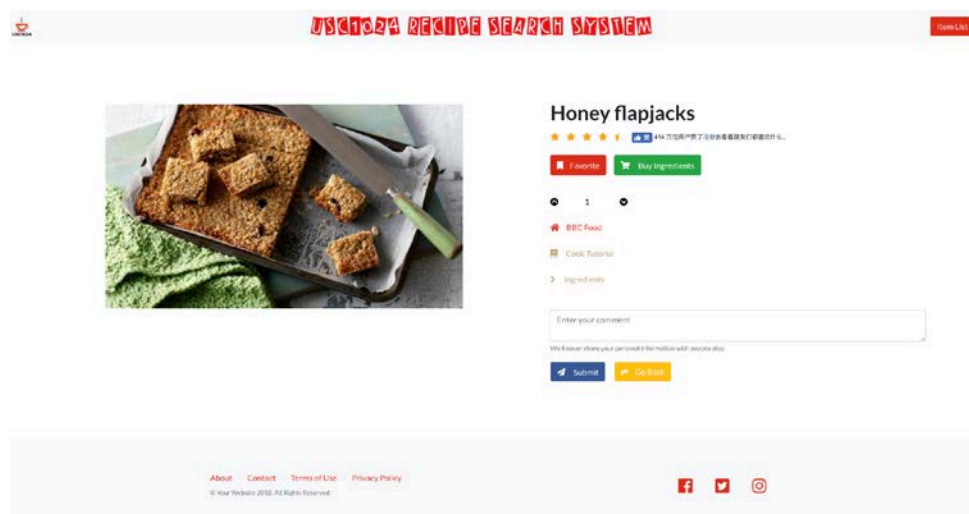 USC1024 RECIPE SEARCH SYSTEM
Item List
Honey flapjacks
赞
Favorite
Buy Ingredients
1
BBC Food
Cook Tutorial
Ingredients
Enter your comment
We'll never share your personal information with anyone else.
Submit
Go Back
About
Contact
Terms of Use
Privacy Policy
© Your Website 2018. All Rights Reserved.